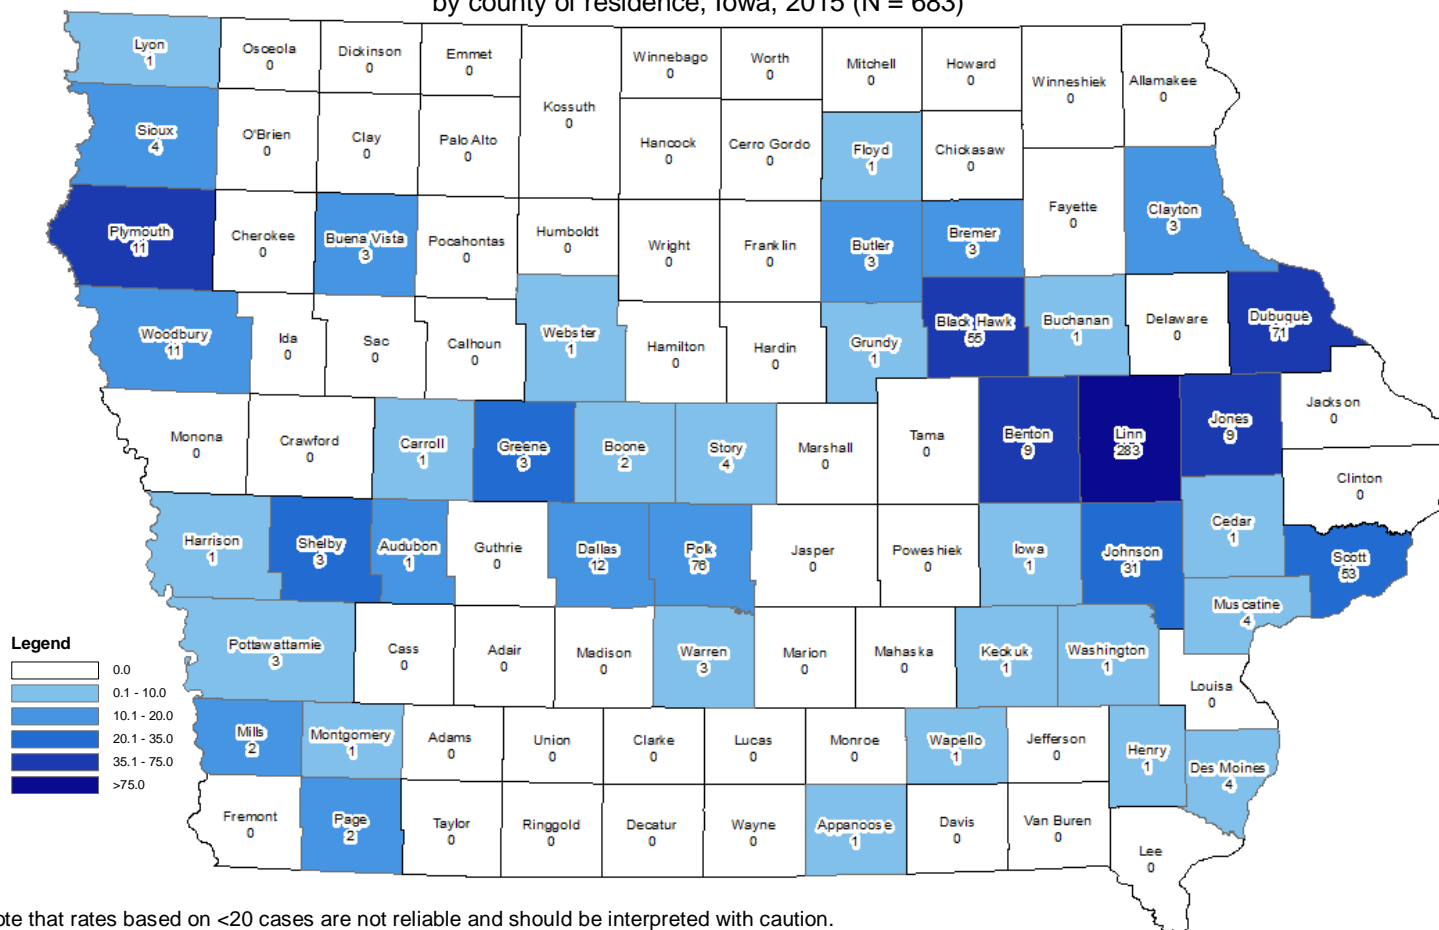 by county of residence, Iowa, 2015 (N = 683)
Lyon
1
Osceola
0
Dickinson
0
Emmet
0
Kossuth
0
Winnebago
0
Worth
0
Mitchell
0
Howard
0
Winneshiek
0
Allamakee
0
Sioux
4
O'Brien
0
Clay
0
Palo Alto
0
Hancock
0
Cerro Gordo
0
Floyd
1
Chickasaw
0
Fayette
0
Clayton
3
Plymouth
11
Cherokee
0
Buena Vista
3
Pocahontas
0
Humboldt
0
Wright
0
Franklin
0
Butler
3
Bremer
3
Woodbury
11
Ida
0
Sac
0
Calhoun
0
Webster
1
Hamilton
0
Hardin
0
Grundy
1
Black Hawk
55
Buchanan
1
Delaware
0
Dubuque
71
Monona
0
Crawford
0
Carroll
1
Greene
3
Boone
2
Story
4
Marshall
0
Tama
0
Benton
9
Linn
283
Jones
9
Jackson
0
Clinton
0
Harrison
1
Shelby
3
Audubon
1
Guthrie
0
Dallas
12
Polk
76
Jasper
0
Poweshiek
0
Iowa
1
Johnson
31
Cedar
1
Scott
53
Muscatine
4
Pottawattamie
3
Cass
0
Adair
0
Madison
0
Warren
3
Marion
0
Mahaska
0
Keokuk
1
Washington
1
Louisa
0
Mills
2
Montgomery
1
Adams
0
Union
0
Clarke
0
Lucas
0
Monroe
0
Wapello
1
Jefferson
0
Henry
1
Des Moines
4
Fremont
0
Page
2
Taylor
0
Ringgold
0
Decatur
0
Wayne
0
Appanoose
1
Davis
0
Van Buren
0
Lee
0
Legend
0.0
0.1 - 10.0
10.1 - 20.0
20.1 - 35.0
35.1 - 75.0
>75.0
ote that rates based on <20 cases are not reliable and should be interpreted with caution.